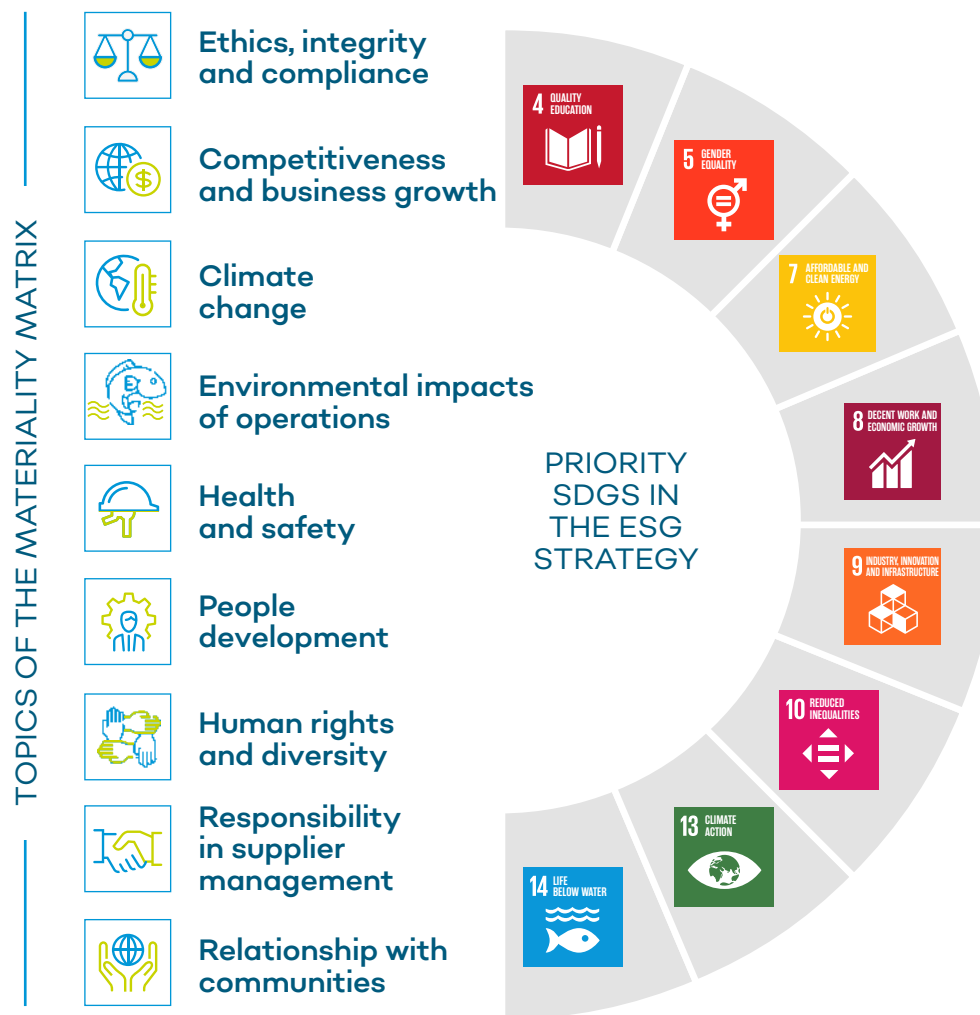 TOPICS OF THE MATERIALITY MATRIX
Ethics, integrity
and compliance
$
Competitiveness
and business growth
Climate
change
Environmental impacts
of operations
Health
and safety
People
development
Human rights
and diversity
Responsibility
in supplier
management
Relationship with
communities
PRIORITY
SDGS IN
THE ESG
STRATEGY
4 QUALITY
EDUCATION
5 GENDER
EQUALITY
7 AFFORDABLE AND
CLEAN ENERGY
8 DECENT WORK AND
ECONOMIC GROWTH
9 INDUSTRY, INNOVATION
AND INFRASTRUCTURE
10 REDUCED
INEQUALITIES
13 CLIMATE
ACTION
14 LIFE
BELOW WATER